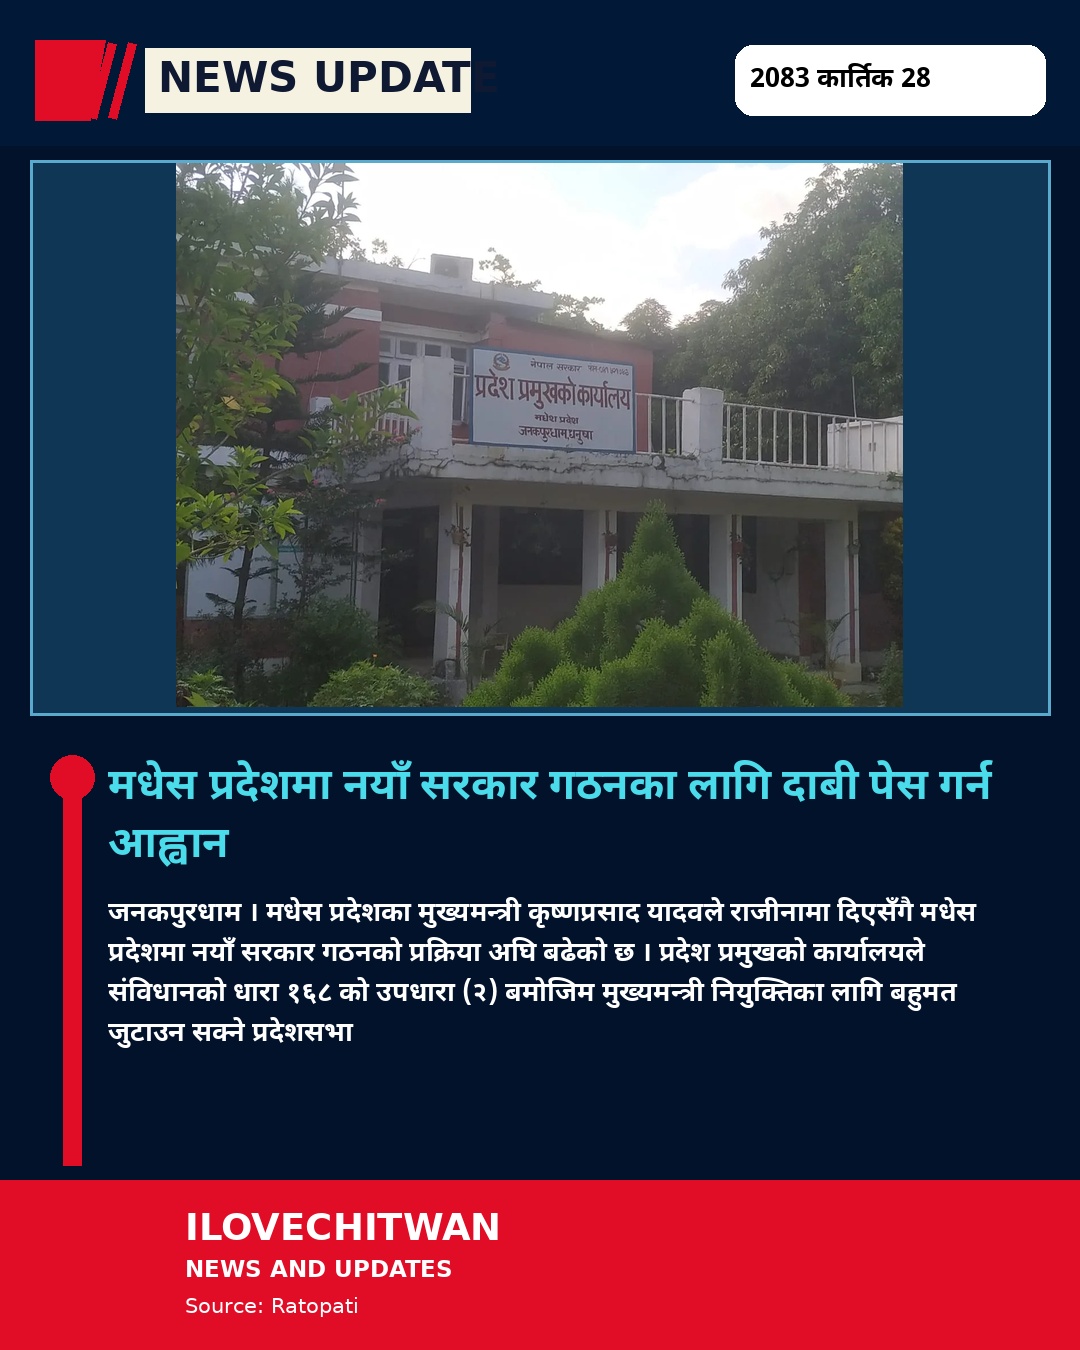 NEWS UPDATE
2083 कार्तिक 28
नेपाल सरकार
प्रदेश प्रमुखको कार्यालय
मधेश प्रदेश
जनकपुरधाम,धनुषा
मधेस प्रदेशमा नयाँ सरकार गठनका लागि दाबी पेस गर्न
आह्वान
जनकपुरधाम । मधेस प्रदेशका मुख्यमन्त्री कृष्णप्रसाद यादवले राजीनामा दिएसँगै मधेस
प्रदेशमा नयाँ सरकार गठनको प्रक्रिया अघि बढेको छ । प्रदेश प्रमुखको कार्यालयले
संविधानको धारा १६८ को उपधारा (२) बमोजिम मुख्यमन्त्री नियुक्तिका लागि बहुमत
जुटाउन सक्ने प्रदेशसभा
ILOVECHITWAN
NEWS AND UPDATES
Source: Ratopati